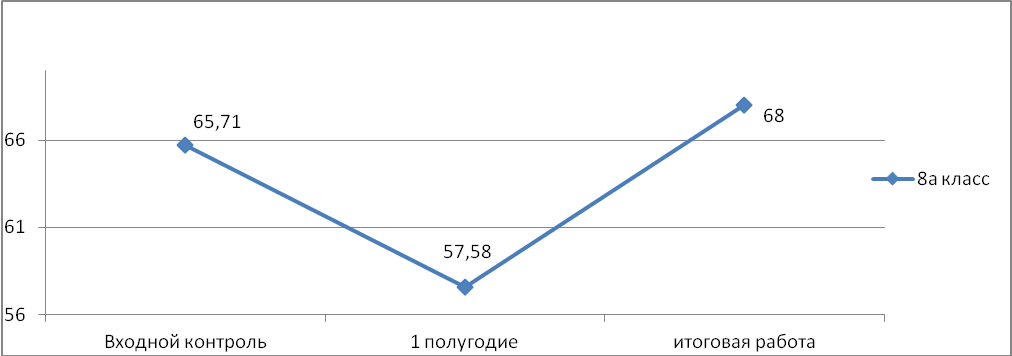 65,71
68
66
8а класс
61
57,58
56
Входной контроль
1 полугодие
итоговая работа